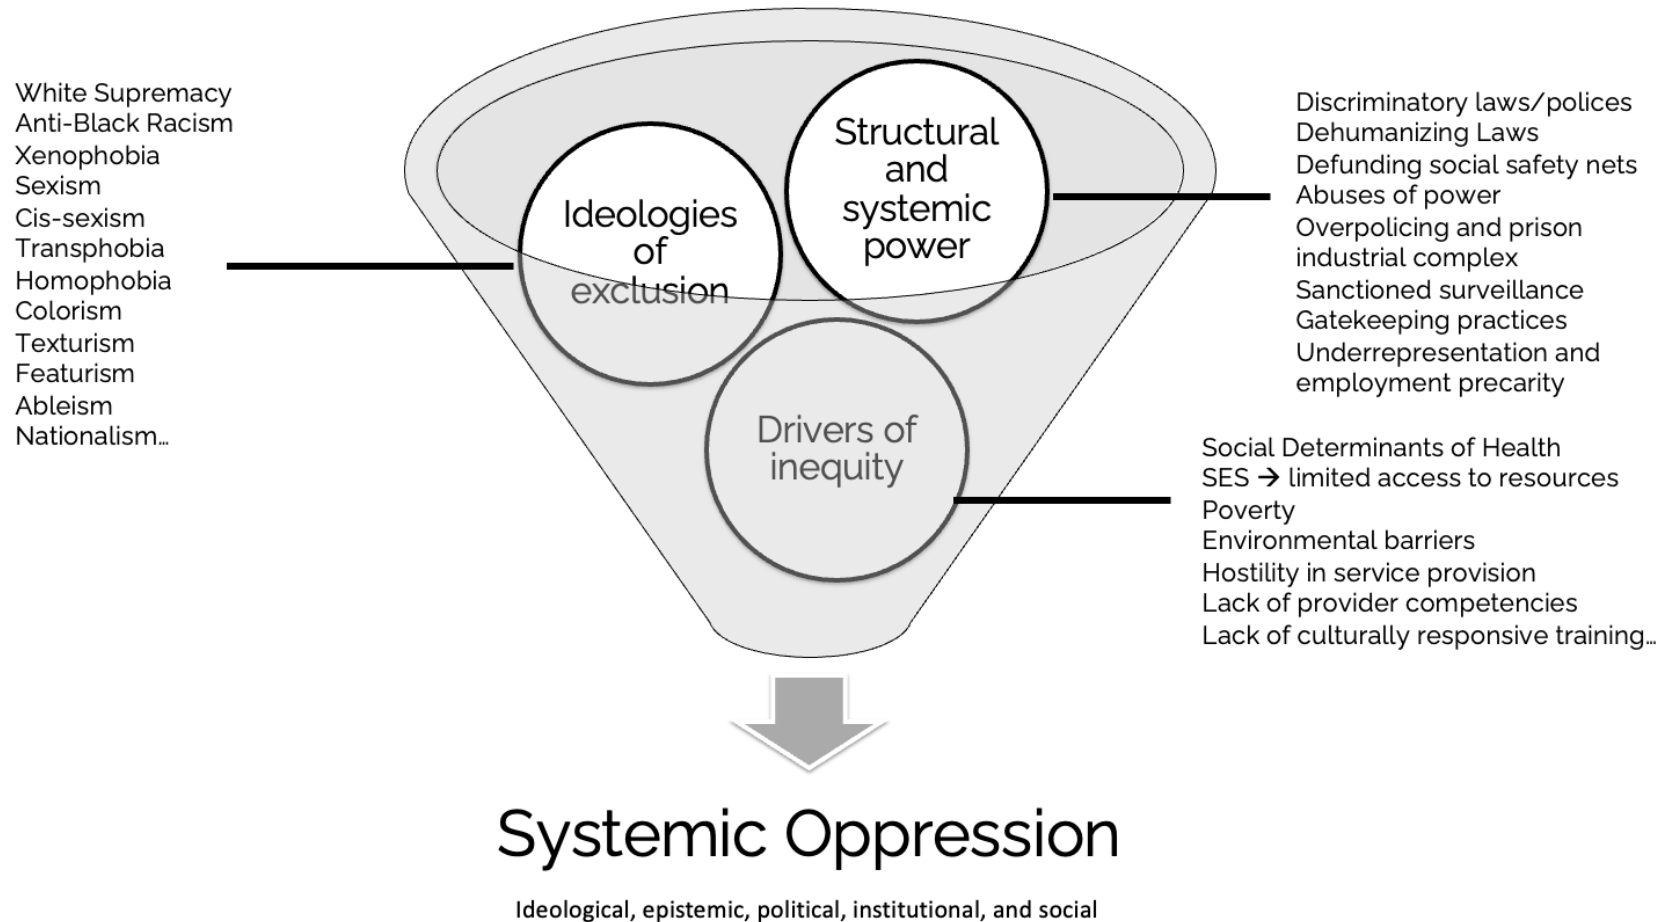 White Supremacy
Anti-Black Racism
Xenophobia
Sexism
Cis-sexism
Transphobia
Homophobia
Colorism
Texturism
Featurism
Ableism
Nationalism…
Ideologies
of
exclusion
Structural
and
systemic
power
Drivers of
inequity
Discriminatory laws/polices
Dehumanizing Laws
Defunding social safety nets
Abuses of power
Overpolicing and prison
industrial complex
Sanctioned surveillance
Gatekeeping practices
Underrepresentation and
employment precarity
Social Determinants of Health
SES → limited access to resources
Poverty
Environmental barriers
Hostility in service provision
Lack of provider competencies
Lack of culturally responsive training…
Systemic Oppression
Ideological, epistemic, political, institutional, and social